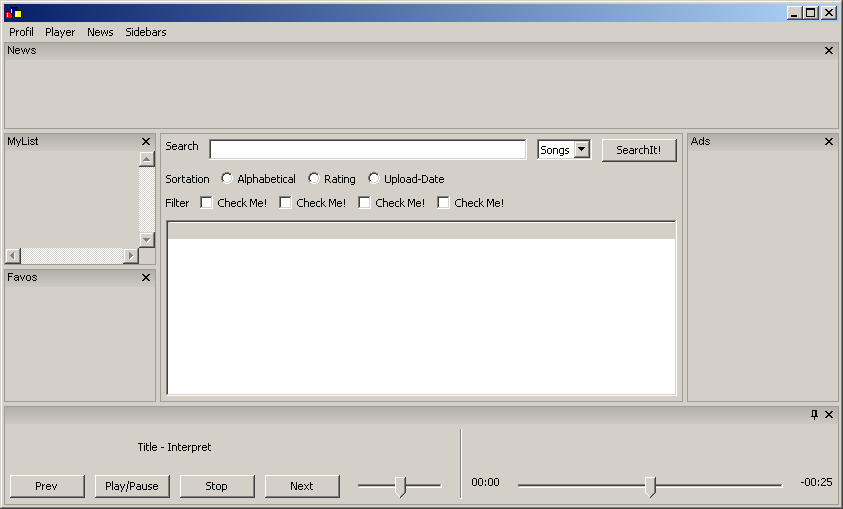 Profil Player News Sidebars
News
MyList
Search Songs SearchIt!
Ads
Sortation Alphabetical Rating Upload-Date
Filter Check Me! Check Me! Check Me! Check Me!
Favos
Title - Interpret
Prev Play/Pause Stop Next 00:00 -00:25